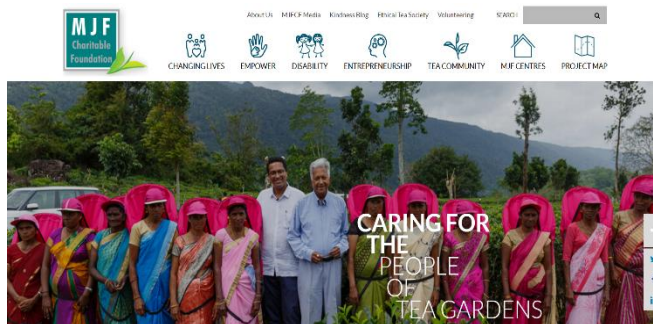 MJF
Charitable
Foundation
About Us MJFCF Media Kindness Blog Ethical Tea Society Volunteering SEARCH
CHANGING LIVES EMPOWER DISABILITY ENTREPRENEURSHIP TEA COMMUNITY MJF CENTRES PROJECT MAP
CARING FOR
THE
PEOPLE
OF
TEA GARDENS